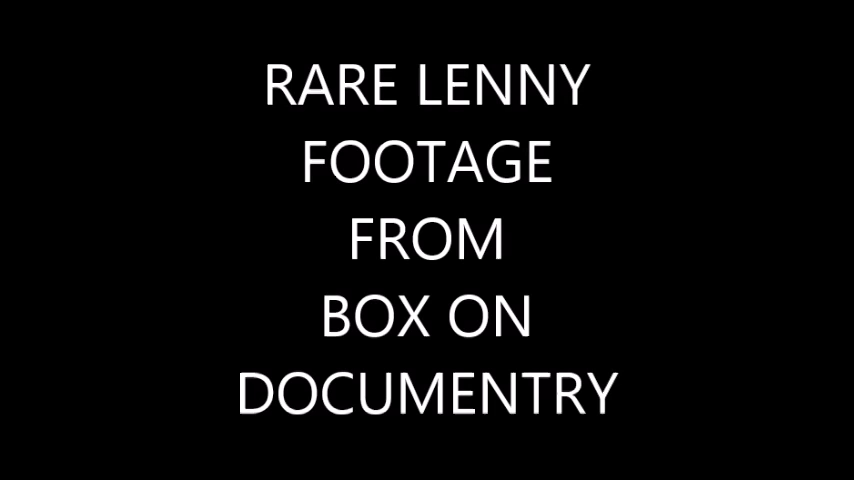 RARE LENNY
FOOTAGE
FROM
BOX ON
DOCUMENTRY